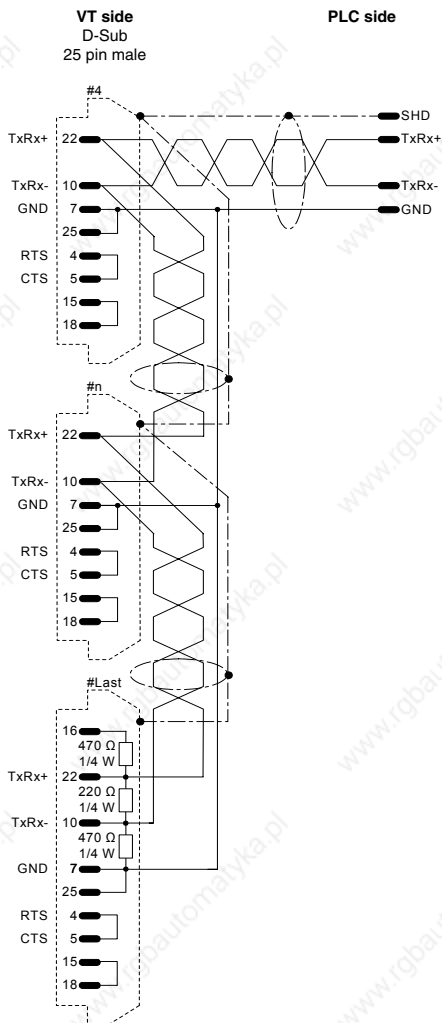 VT side PLC side
D-Sub
25 pin male
#4
SHD
TxRx+ 22 TxRx+
TxRx- 10 TxRx-
GND 7 GND
25
RTS 4
CTS 5
15
18
#n
TxRx+ 22
TxRx- 10
GND 7
25
RTS 4
CTS 5
15
18
#Last
16
470 Ω
1/4 W
TxRx+ 22
220 Ω
1/4 W
TxRx- 10
470 Ω
1/4 W
GND 7
25
RTS 4
CTS 5
15
18
www.rgbautomatyka.pl